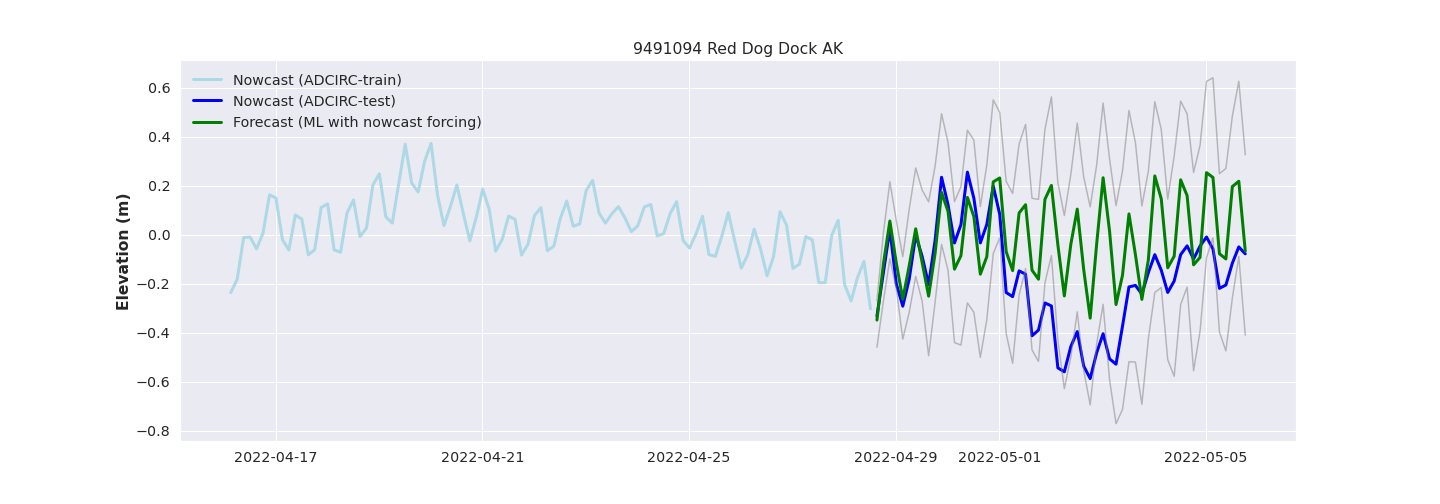 9491094 Red Dog Dock AK
Nowcast (ADCIRC-train)
Nowcast (ADCIRC-test)
Forecast (ML with nowcast forcing)
Elevation (m)
0.6
0.4
0.2
0.0
−0.2
−0.4
−0.6
−0.8
2022-04-17 2022-04-21 2022-04-25 2022-04-29 2022-05-01 2022-05-05